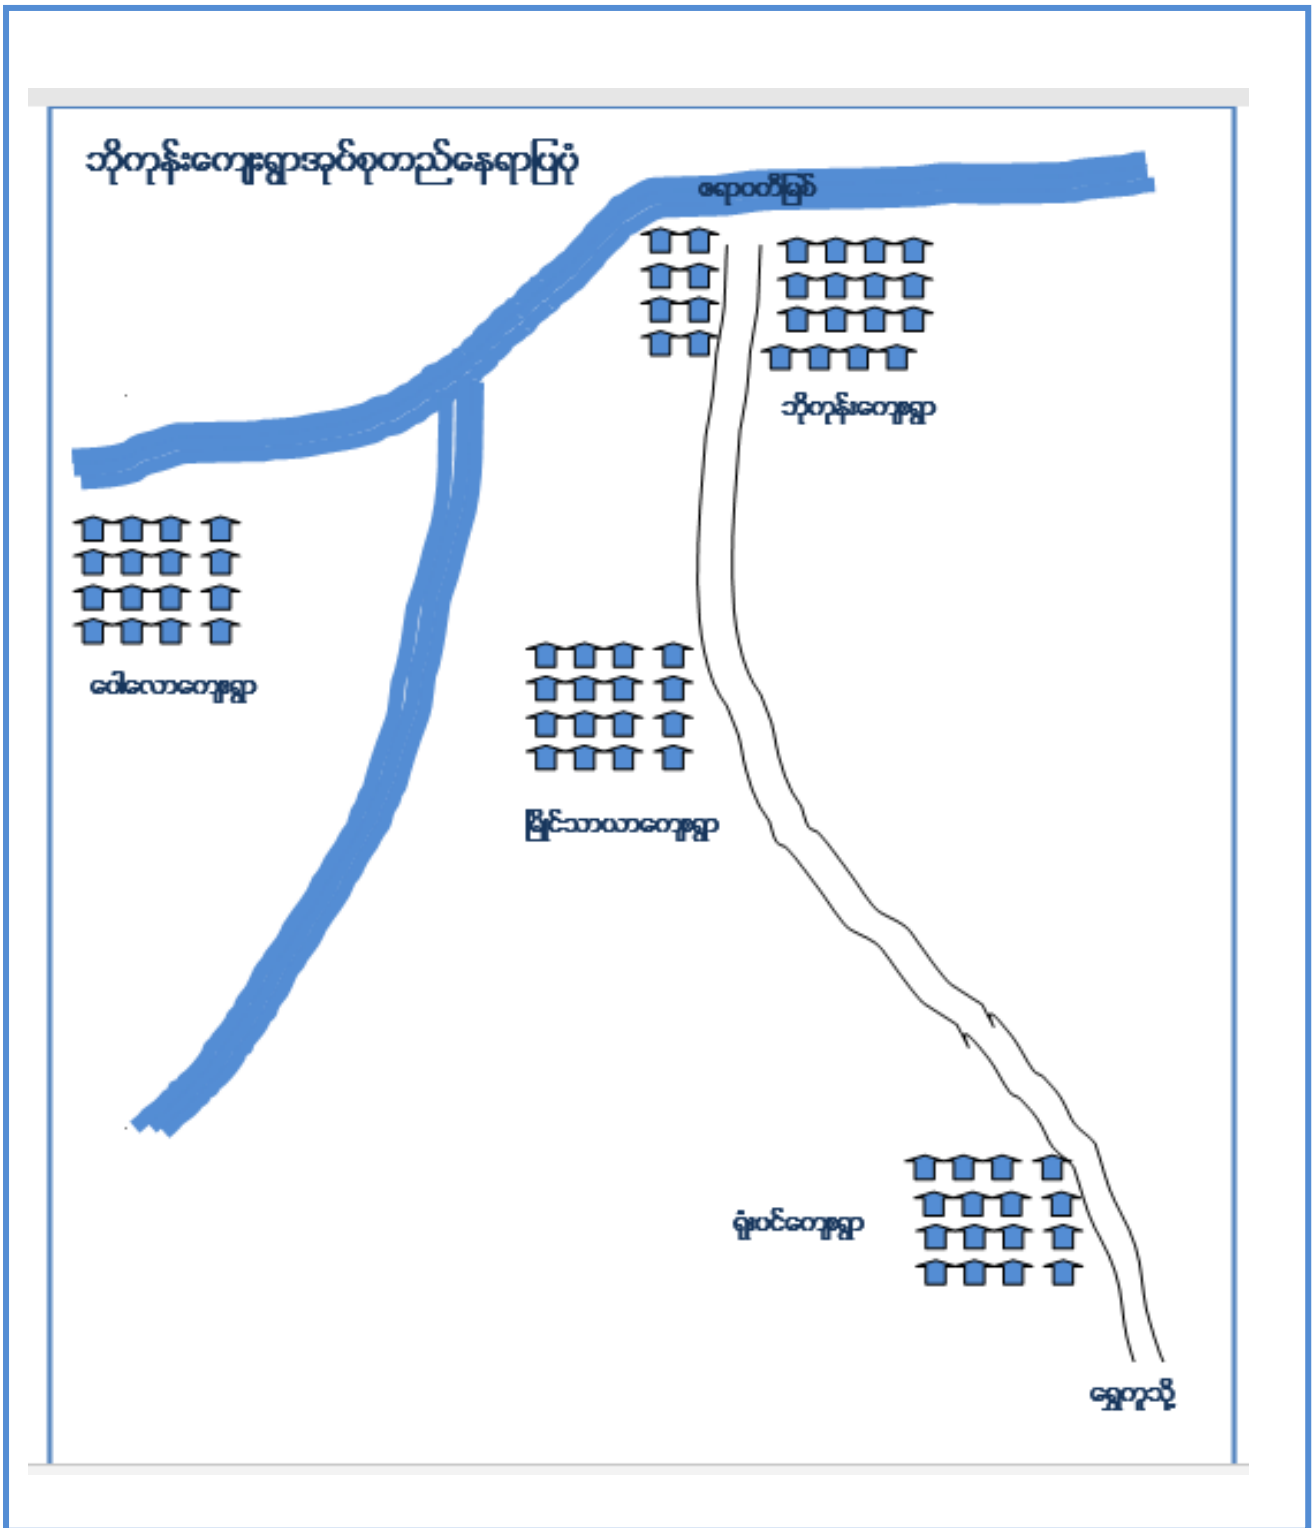 ဘိုကုန်းကျေးရွာအုပ်စုတည်နေရာပြပုံ
ဧရာဝတီမြစ်
ဘိုကုန်းကျေးရွာ
ပေါလောကျေးရွာ
မြိုင်သာယာကျေးရွာ
ရုံးပင်ကျေးရွာ
ရွှေကူသို့